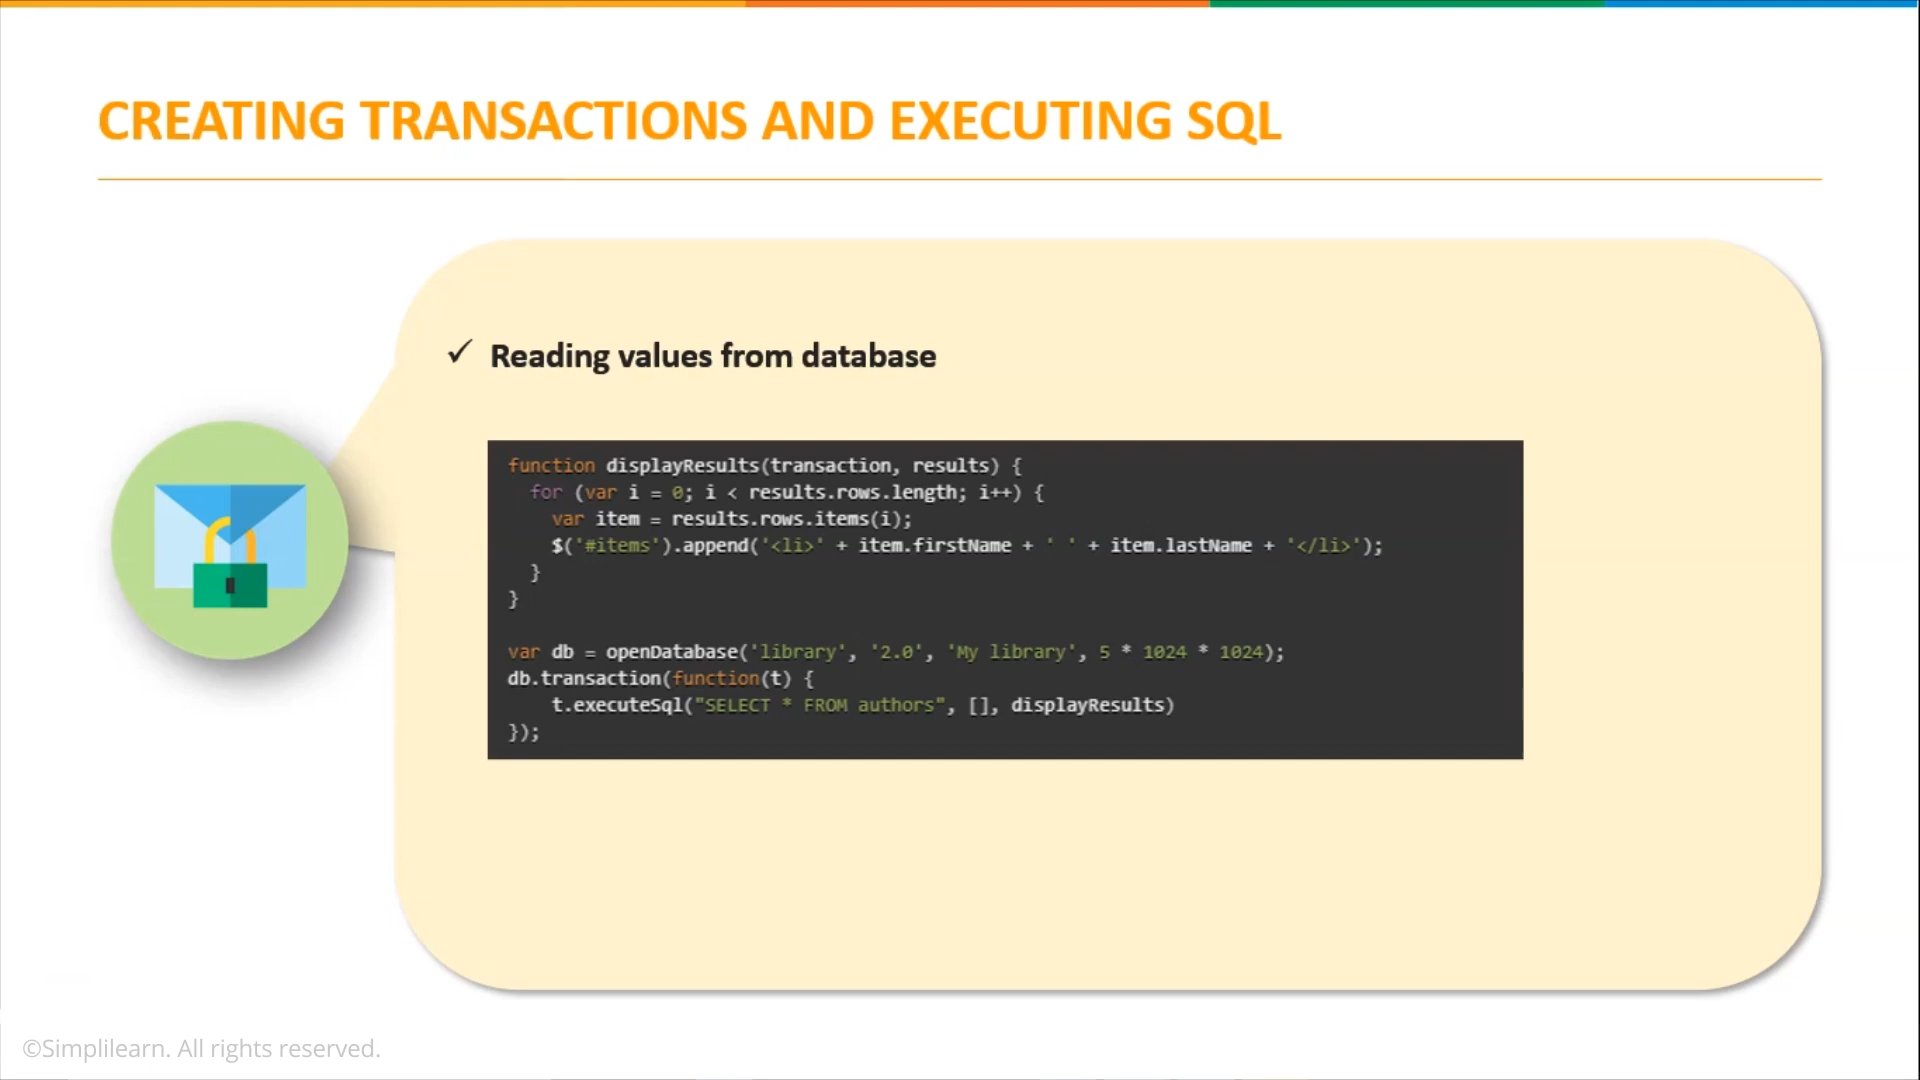 CREATING TRANSACTIONS AND EXECUTING SQL
✓ Reading values from database
function displayResults(transaction, results) {
  for (var i = 0; i < results.rows.length; i++) {
    var item = results.rows.items(i);
    $('#items').append('<li>' + item.firstName + ' ' + item.lastName + '</li>');
  }
}
var db = openDatabase('library', '2.0', 'My library', 5 * 1024 * 1024);
db.transaction(function(t) {
    t.executeSql("SELECT * FROM authors", [], displayResults)
});
©Simplilearn. All rights reserved.